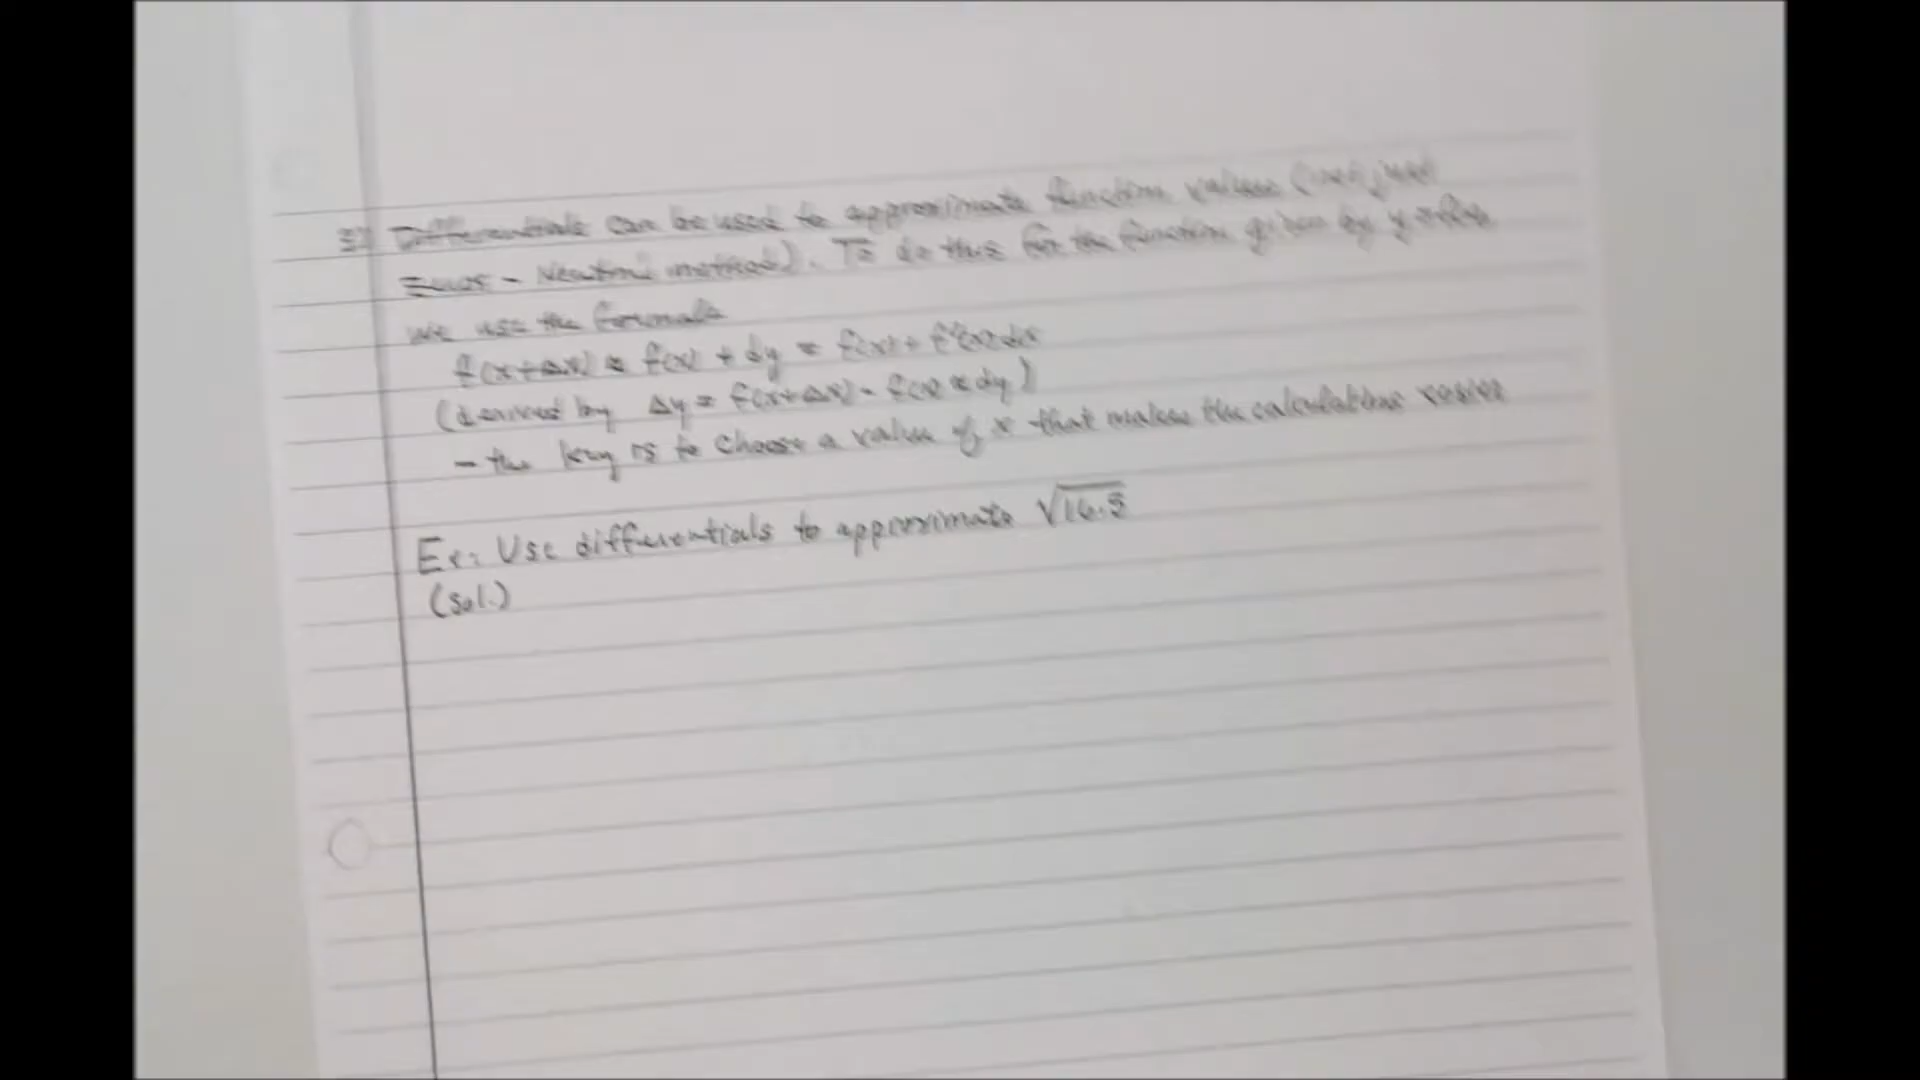 3) Differentials can be used to approximate function values (not just
zeros - Newton's method). To do this for the function given by y = f(x),
we use the formula
f(x+Δx) ≈ f(x) + dy = f(x) + f'(x)dx
(derived by Δy = f(x+Δx) - f(x) ≈ dy)
- the key is to choose a value of x that makes the calculations easier
Ex: Use differentials to approximate √16.5
(sol.)